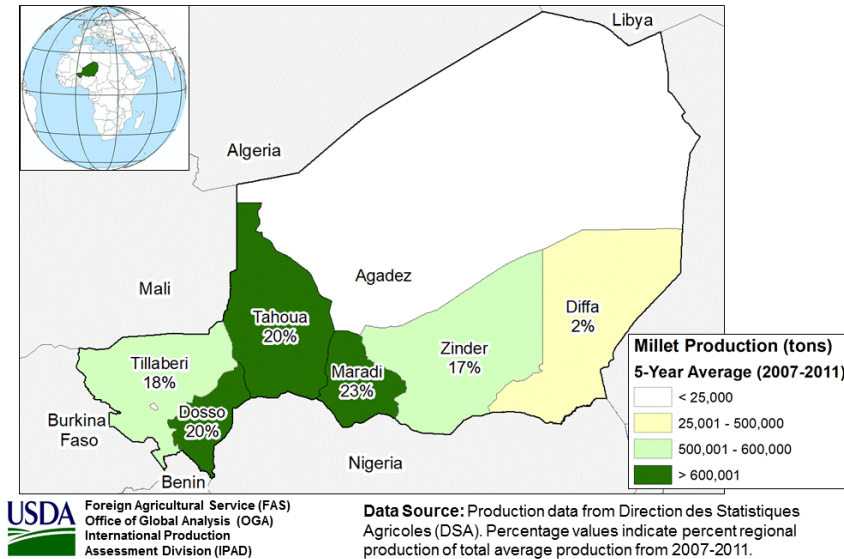 Libya
Algeria
Mali
Agadez
Tahoua
20%
Diffa
2%
Zinder
17%
Maradi
23%
Tillaberi
18%
Dosso
20%
Burkina
Faso
Benin
Nigeria
Millet Production (tons)
5-Year Average (2007-2011)
< 25,000
25,001 - 500,000
500,001 - 600,000
> 600,001
USDA
Foreign Agricultural Service (FAS)
Office of Global Analysis (OGA)
International Production
Assessment Division (IPAD)
Data Source: Production data from Direction des Statistiques
Agricoles (DSA). Percentage values indicate percent regional
production of total average production from 2007-2011.